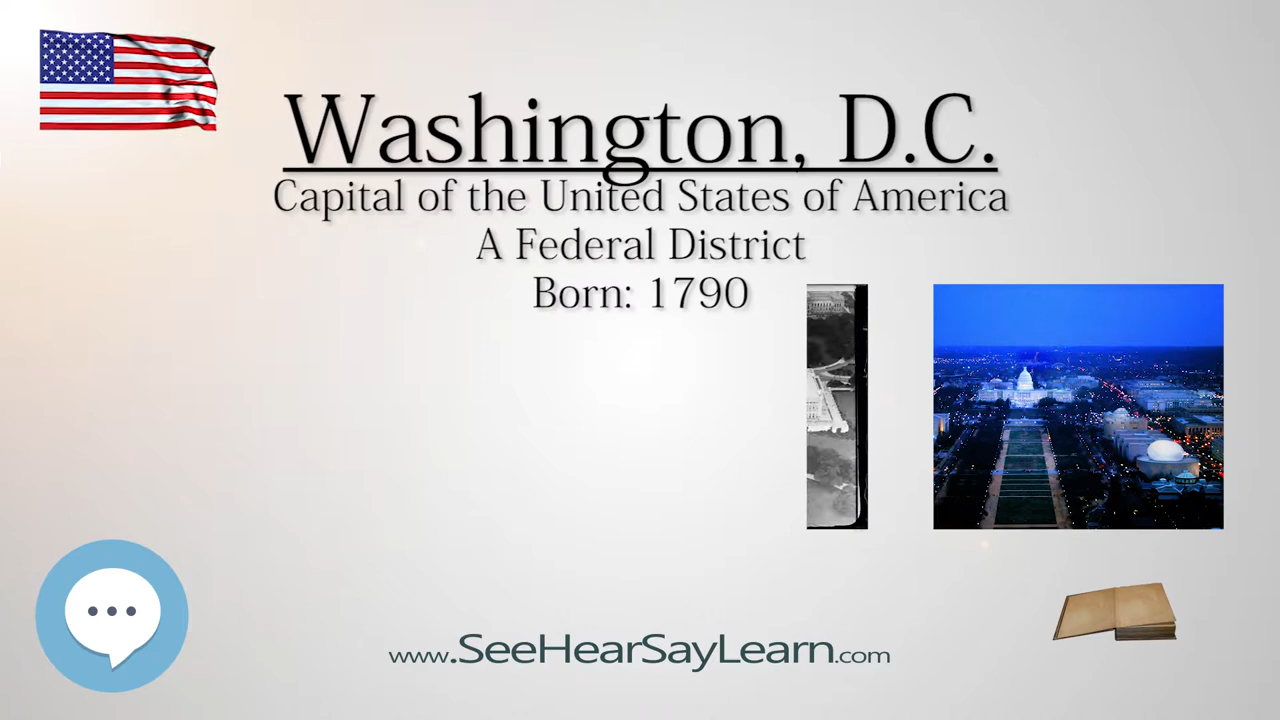 Washington, D.C.
Capital of the United States of America
A Federal District
Born: 1790
www.SeeHearSayLearn.com